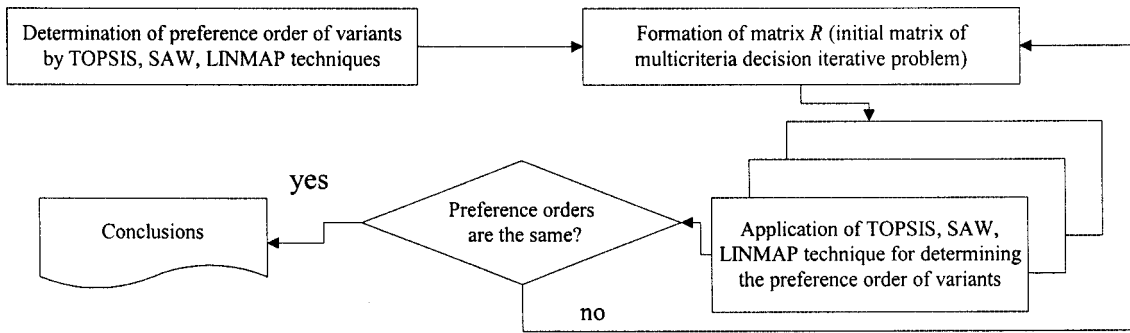 Determination of preference order of variants
by TOPSIS, SAW, LINMAP techniques
Formation of matrix R (initial matrix of
multicriteria decision iterative problem)
yes
Conclusions
Preference orders
are the same?
Application of TOPSIS, SAW,
LINMAP technique for determining
the preference order of variants
no